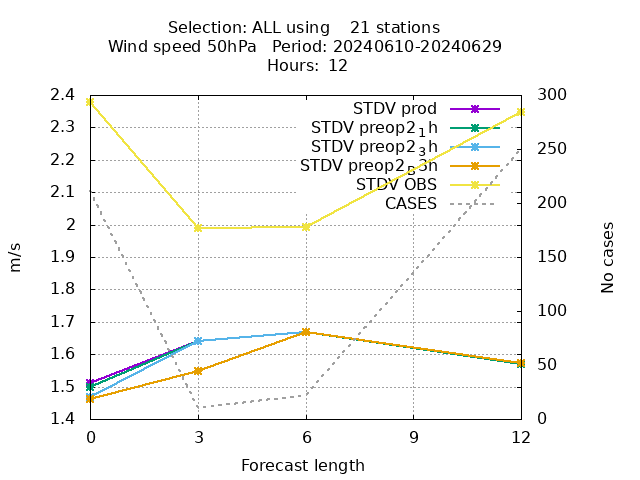 Selection: ALL using 21 stations
Wind speed 50hPa Period: 20240610-20240629
Hours: 12
STDV prod
STDV preop2₁h
STDV preop2₃h
STDV preop2_B3h
STDV OBS
CASES
m/s
2.4
2.3
2.2
2.1
2
1.9
1.8
1.7
1.6
1.5
1.4
300
250
200
150
100
50
0
No cases
0 3 6 9 12
Forecast length